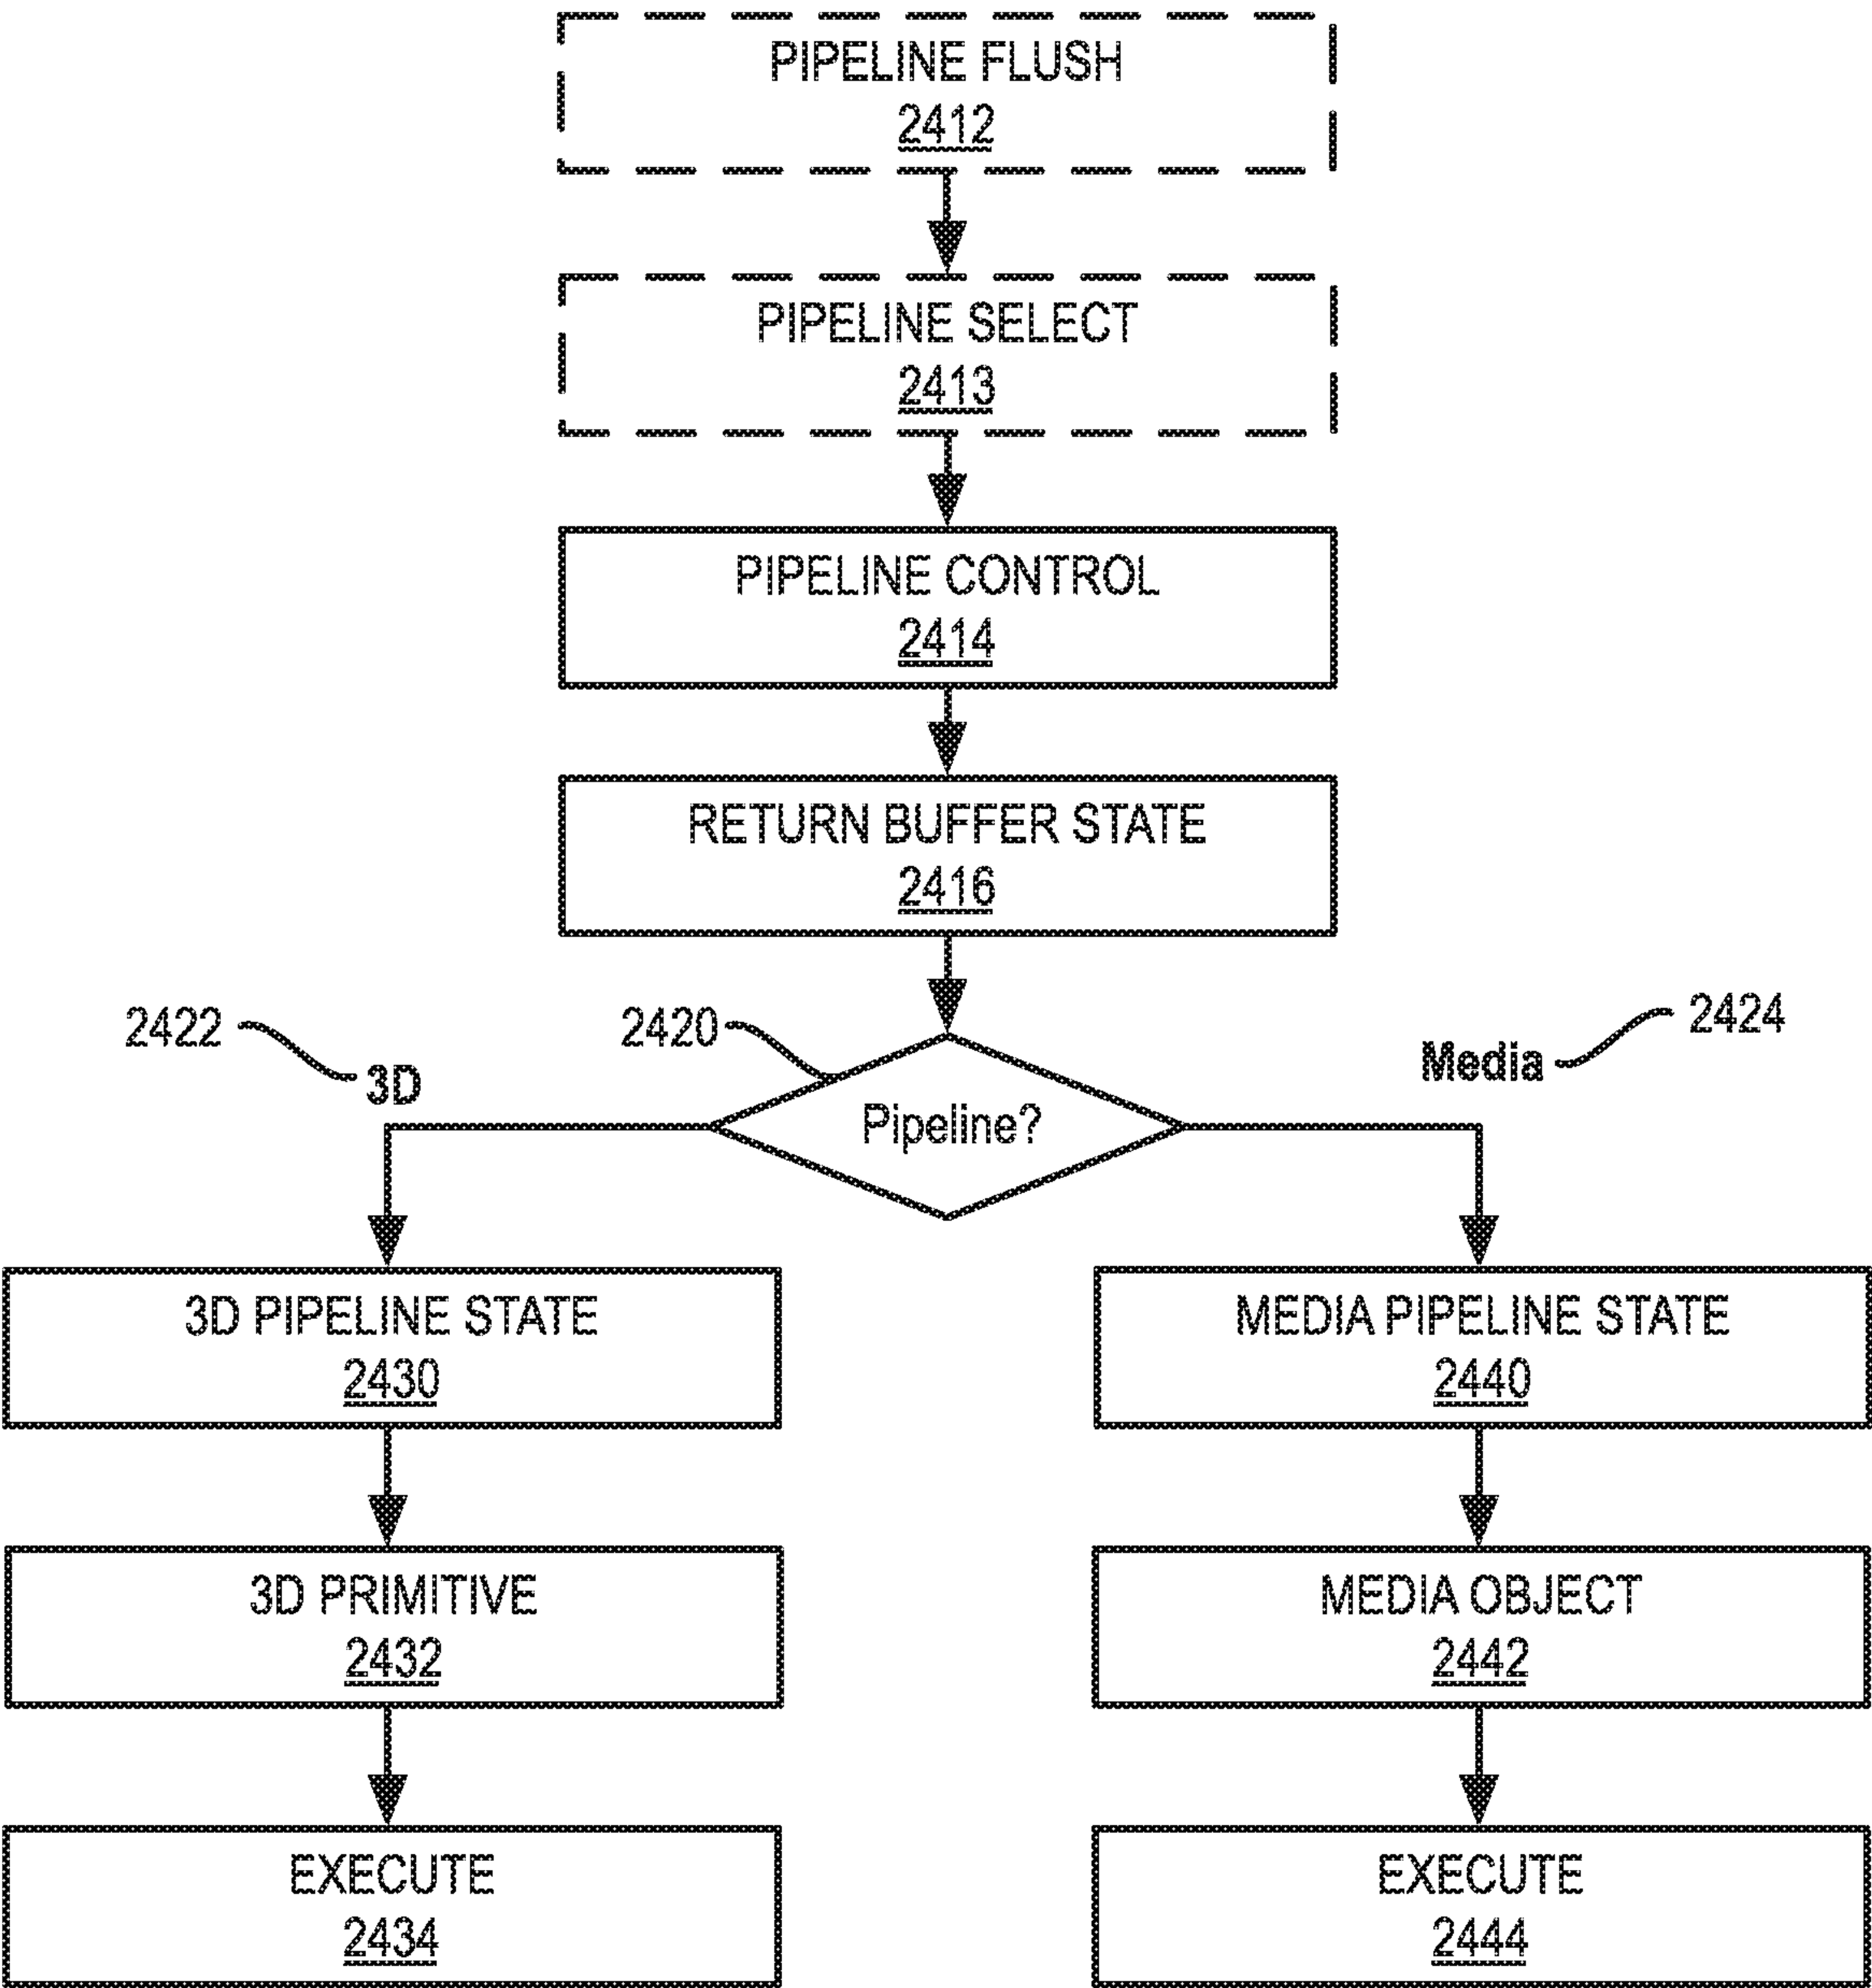 PIPELINE FLUSH
2412
PIPELINE SELECT
2413
PIPELINE CONTROL
2414
RETURN BUFFER STATE
2416
2422
2420
2424
3D
Media
Pipeline?
3D PIPELINE STATE
2430
MEDIA PIPELINE STATE
2440
3D PRIMITIVE
2432
MEDIA OBJECT
2442
EXECUTE
2434
EXECUTE
2444